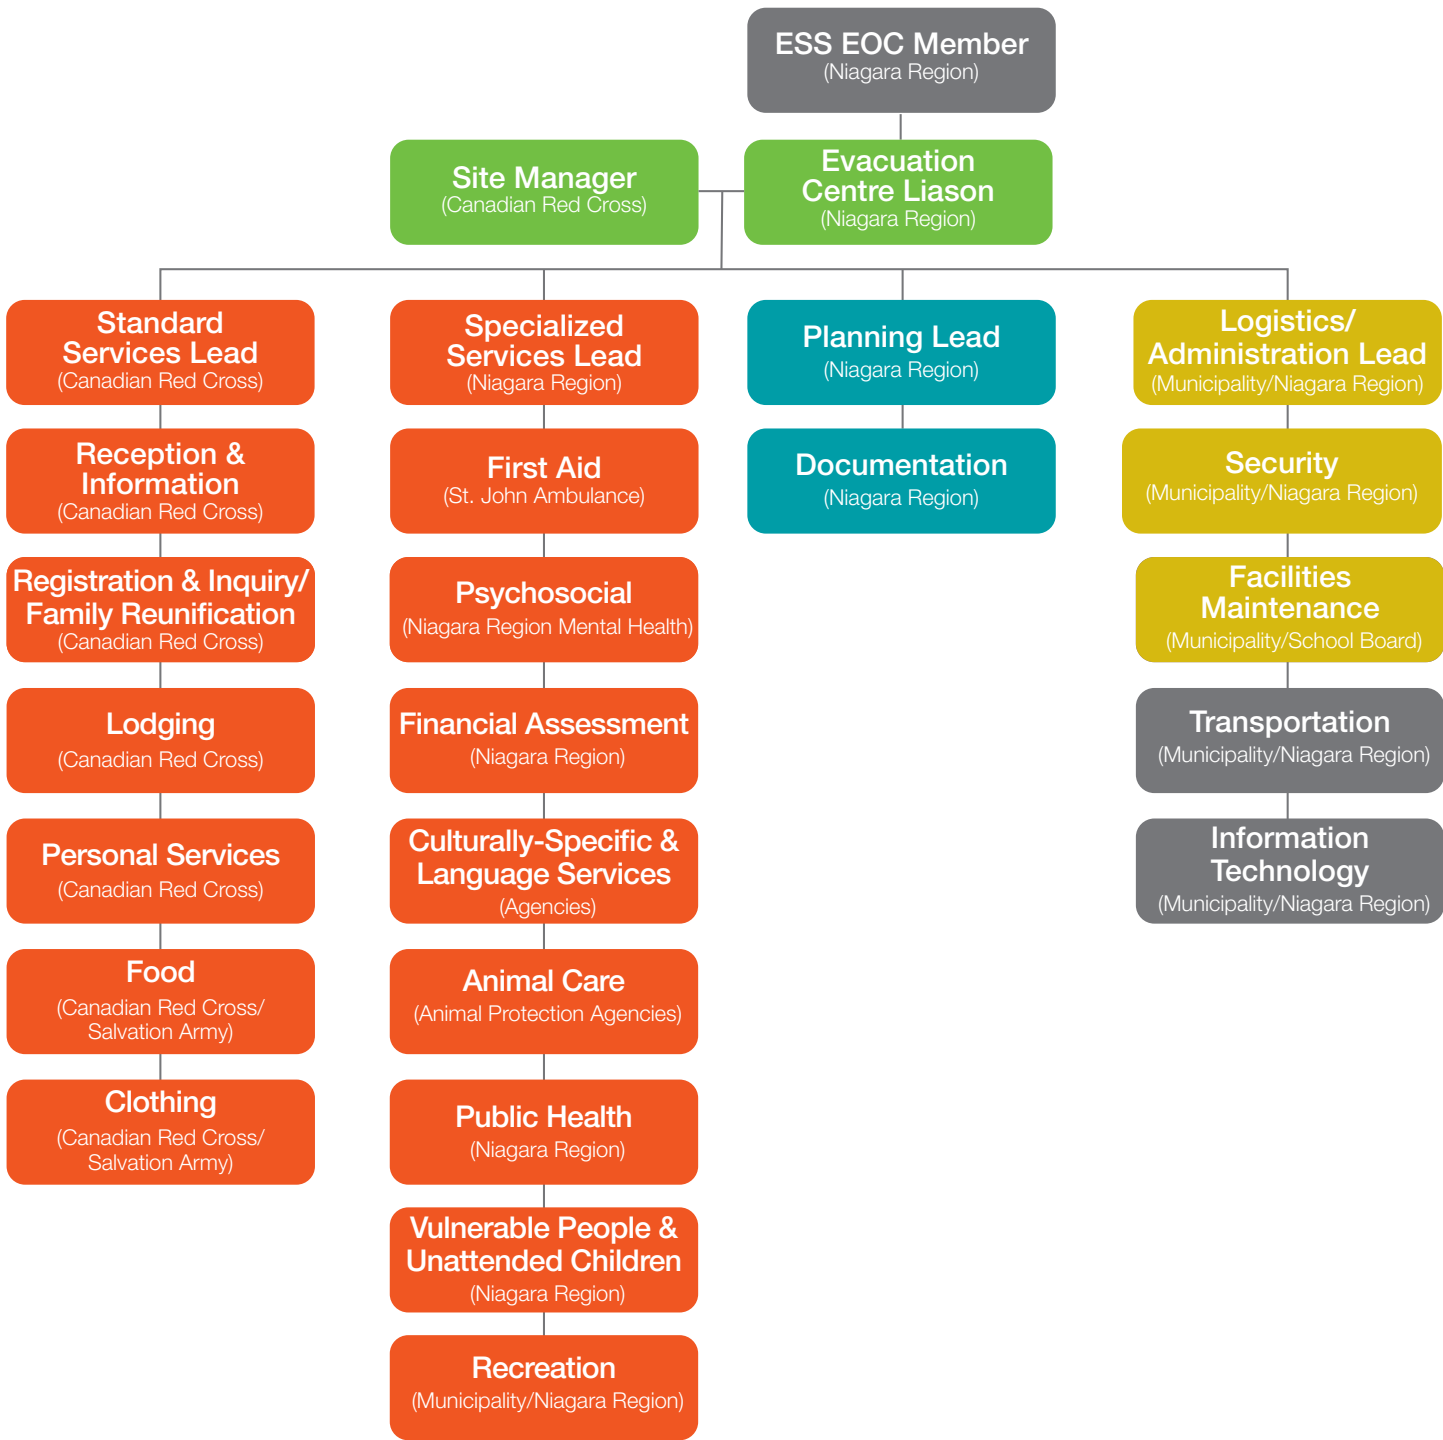 ESS EOC Member
(Niagara Region)
Site Manager
(Canadian Red Cross)
Evacuation
Centre Liason
(Niagara Region)
Standard
Services Lead
(Canadian Red Cross)
Reception &
Information
(Canadian Red Cross)
Registration & Inquiry/
Family Reunification
(Canadian Red Cross)
Lodging
(Canadian Red Cross)
Personal Services
(Canadian Red Cross)
Food
(Canadian Red Cross/
Salvation Army)
Clothing
(Canadian Red Cross/
Salvation Army)
Specialized
Services Lead
(Niagara Region)
First Aid
(St. John Ambulance)
Psychosocial
(Niagara Region Mental Health)
Financial Assessment
(Niagara Region)
Culturally-Specific &
Language Services
(Agencies)
Animal Care
(Animal Protection Agencies)
Public Health
(Niagara Region)
Vulnerable People &
Unattended Children
(Niagara Region)
Recreation
(Municipality/Niagara Region)
Planning Lead
(Niagara Region)
Documentation
(Niagara Region)
Logistics/
Administration Lead
(Municipality/Niagara Region)
Security
(Municipality/Niagara Region)
Facilities
Maintenance
(Municipality/School Board)
Transportation
(Municipality/Niagara Region)
Information
Technology
(Municipality/Niagara Region)